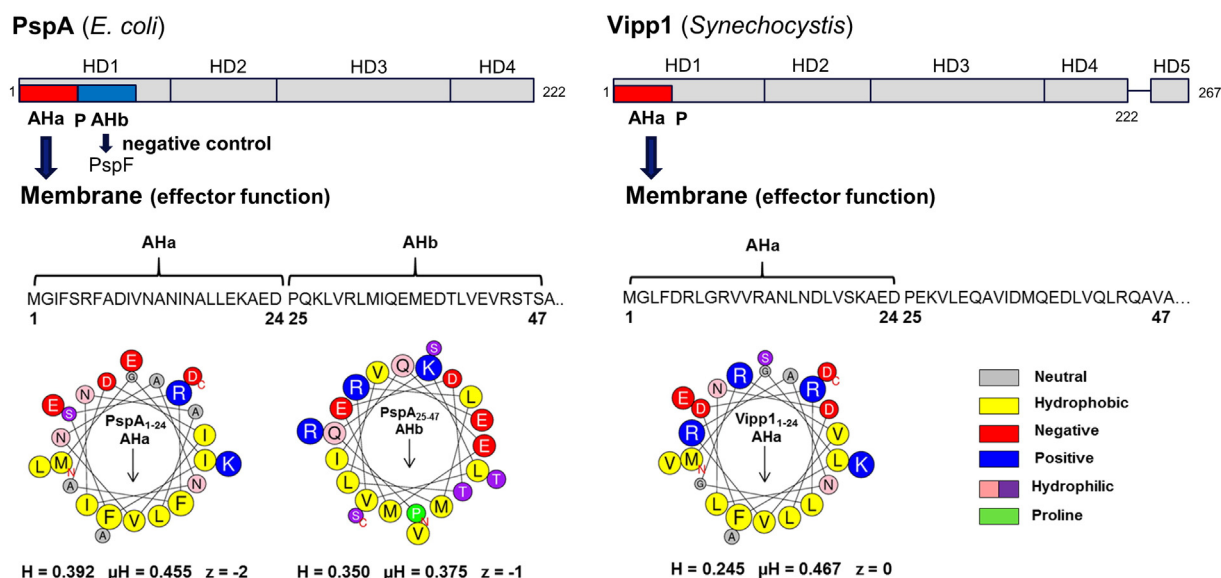 PspA (E. coli)
HD1 HD2 HD3 HD4
1 222
AHa P AHb
negative control
PspF
Membrane (effector function)
AHa AHb
MGIFSRFADIVNANINALLEKAED PQKLVRLMIQEMEDTLVEVRSTSA..
1 24 25 47
PspA1-24
AHa
PspA25-47
AHb
H = 0.392 μH = 0.455 z = -2
H = 0.350 μH = 0.375 z = -1
Vipp1 (Synechocystis)
HD1 HD2 HD3 HD4 HD5
1 267
AHa P 222
Membrane (effector function)
AHa
MGLFDRLGRVVRANLNDLVSKAED PEKVLEQAVIDMQEDLVQLRQAVA...
1 24 25 47
Vipp11-24
AHa
H = 0.245 μH = 0.467 z = 0
Neutral
Hydrophobic
Negative
Positive
Hydrophilic
Proline